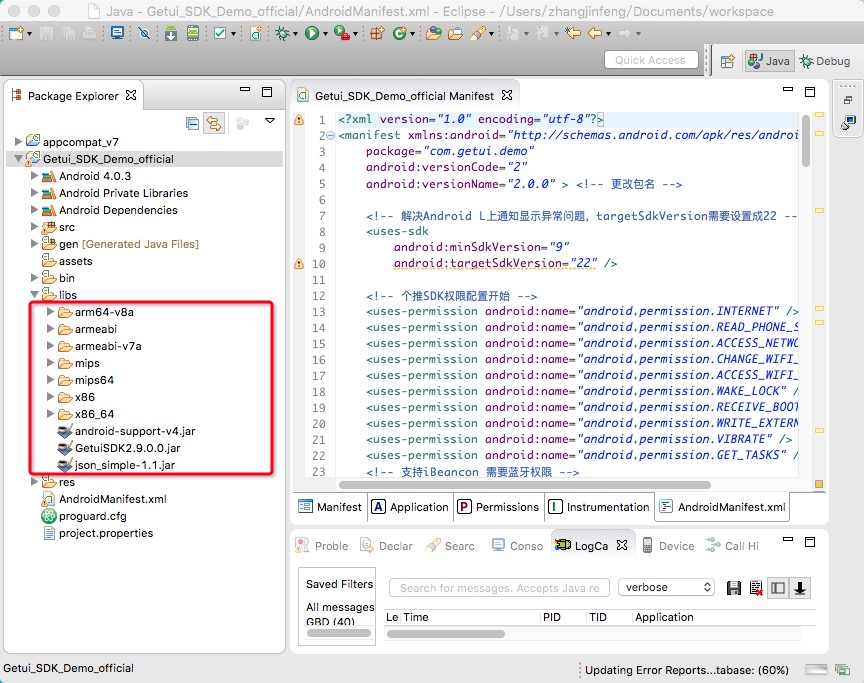 Java - Getui_SDK_Demo_official/AndroidManifest.xml - Eclipse - /Users/zhangjinfeng/Documents/workspace
Quick Access
Java
Debug
Package Explorer
appcompat_v7
Getui_SDK_Demo_official
Android 4.0.3
Android Private Libraries
Android Dependencies
src
gen [Generated Java Files]
assets
bin
libs
arm64-v8a
armeabi
armeabi-v7a
mips
mips64
x86
x86_64
android-support-v4.jar
GetuiSDK2.9.0.0.jar
json_simple-1.1.jar
res
AndroidManifest.xml
proguard.cfg
project.properties
Getui_SDK_Demo_official Manifest
1 <?xml version="1.0" encoding="utf-8"?>
2 <manifest xmlns:android="http://schemas.android.com/apk/res/androi
3 package="com.getui.demo"
4 android:versionCode="2"
5 android:versionName="2.0.0" > <!-- 更改包名 -->
6
7 <!-- 解决Android L上通知显示异常问题，targetSdkVersion需要设置成22 --
8 <uses-sdk
9 android:minSdkVersion="9"
10 android:targetSdkVersion="22" />
11
12 <!-- 个推SDK权限配置开始 -->
13 <uses-permission android:name="android.permission.INTERNET" />
14 <uses-permission android:name="android.permission.READ_PHONE_S
15 <uses-permission android:name="android.permission.ACCESS_NETWO
16 <uses-permission android:name="android.permission.CHANGE_WIFI_
17 <uses-permission android:name="android.permission.ACCESS_WIFI_
18 <uses-permission android:name="android.permission.WAKE_LOCK" /
19 <uses-permission android:name="android.permission.RECEIVE_BOOT
20 <uses-permission android:name="android.permission.WRITE_EXTERN
21 <uses-permission android:name="android.permission.VIBRATE" />
22 <uses-permission android:name="android.permission.GET_TASKS" /
23 <!-- 支持iBeancon 需要蓝牙权限 -->
Manifest
A Application
P Permissions
I Instrumentation
AndroidManifest.xml
Proble
Declar
Searc
Conso
LogCa
Device
Call Hi
Saved Filters
All messages
GBD (40)
Search for messages. Accepts Java re
verbose
Le Time PID TID Application
Getui_SDK_Demo_official
Updating Error Reports...tabase: (60%)